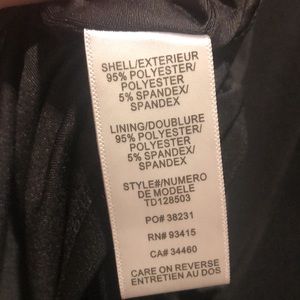 SHELL/EXTERIEUR
95% POLYESTER/
POLYESTER
5% SPANDEX/
SPANDEX
LINING/DOUBLURE
95% POLYESTER/
POLYESTER
5% SPANDEX/
SPANDEX
STYLE#/NUMERO
DE MODELE
TD128503
PO# 38231
RN# 93415
CA# 34460
CARE ON REVERSE
ENTRETIEN AU DOS